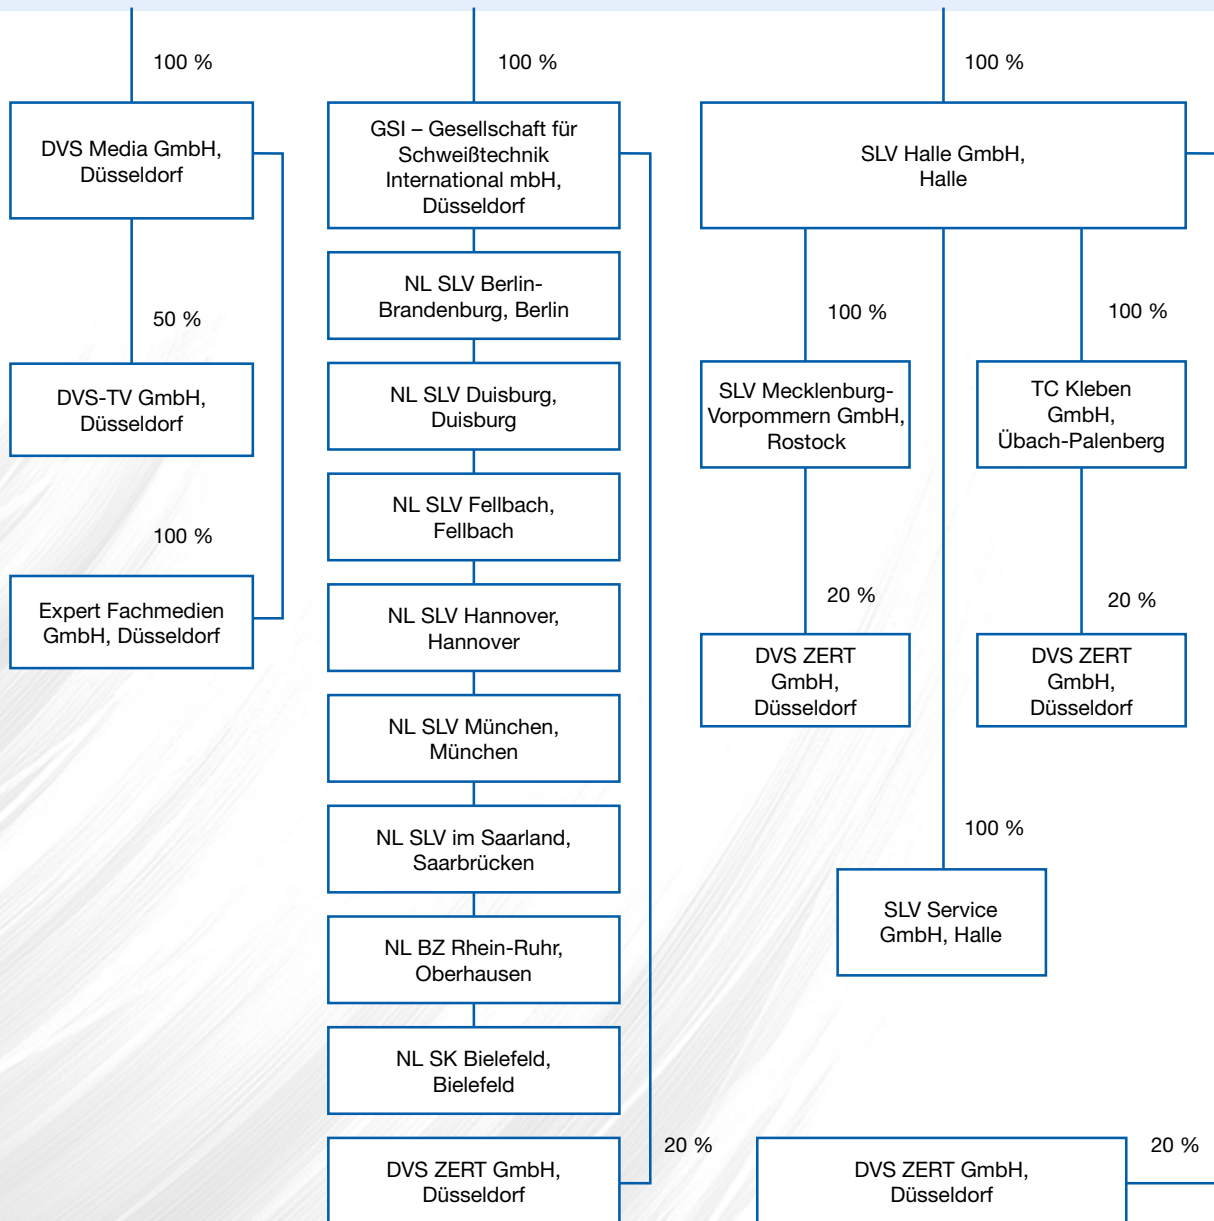 100 %
DVS Media GmbH,
Düsseldorf
50 %
DVS-TV GmbH,
Düsseldorf
100 %
Expert Fachmedien
GmbH, Düsseldorf
100 %
GSI – Gesellschaft für
Schweißtechnik
International mbH,
Düsseldorf
NL SLV Berlin-
Brandenburg, Berlin
NL SLV Duisburg,
Duisburg
NL SLV Fellbach,
Fellbach
NL SLV Hannover,
Hannover
NL SLV München,
München
NL SLV im Saarland,
Saarbrücken
NL BZ Rhein-Ruhr,
Oberhausen
NL SK Bielefeld,
Bielefeld
20 %
DVS ZERT GmbH,
Düsseldorf
100 %
SLV Halle GmbH,
Halle
100 %
SLV Mecklenburg-
Vorpommern GmbH,
Rostock
20 %
DVS ZERT
GmbH,
Düsseldorf
100 %
TC Kleben
GmbH,
Übach-Palenberg
20 %
DVS ZERT
GmbH,
Düsseldorf
100 %
SLV Service
GmbH, Halle
20 %
DVS ZERT GmbH,
Düsseldorf